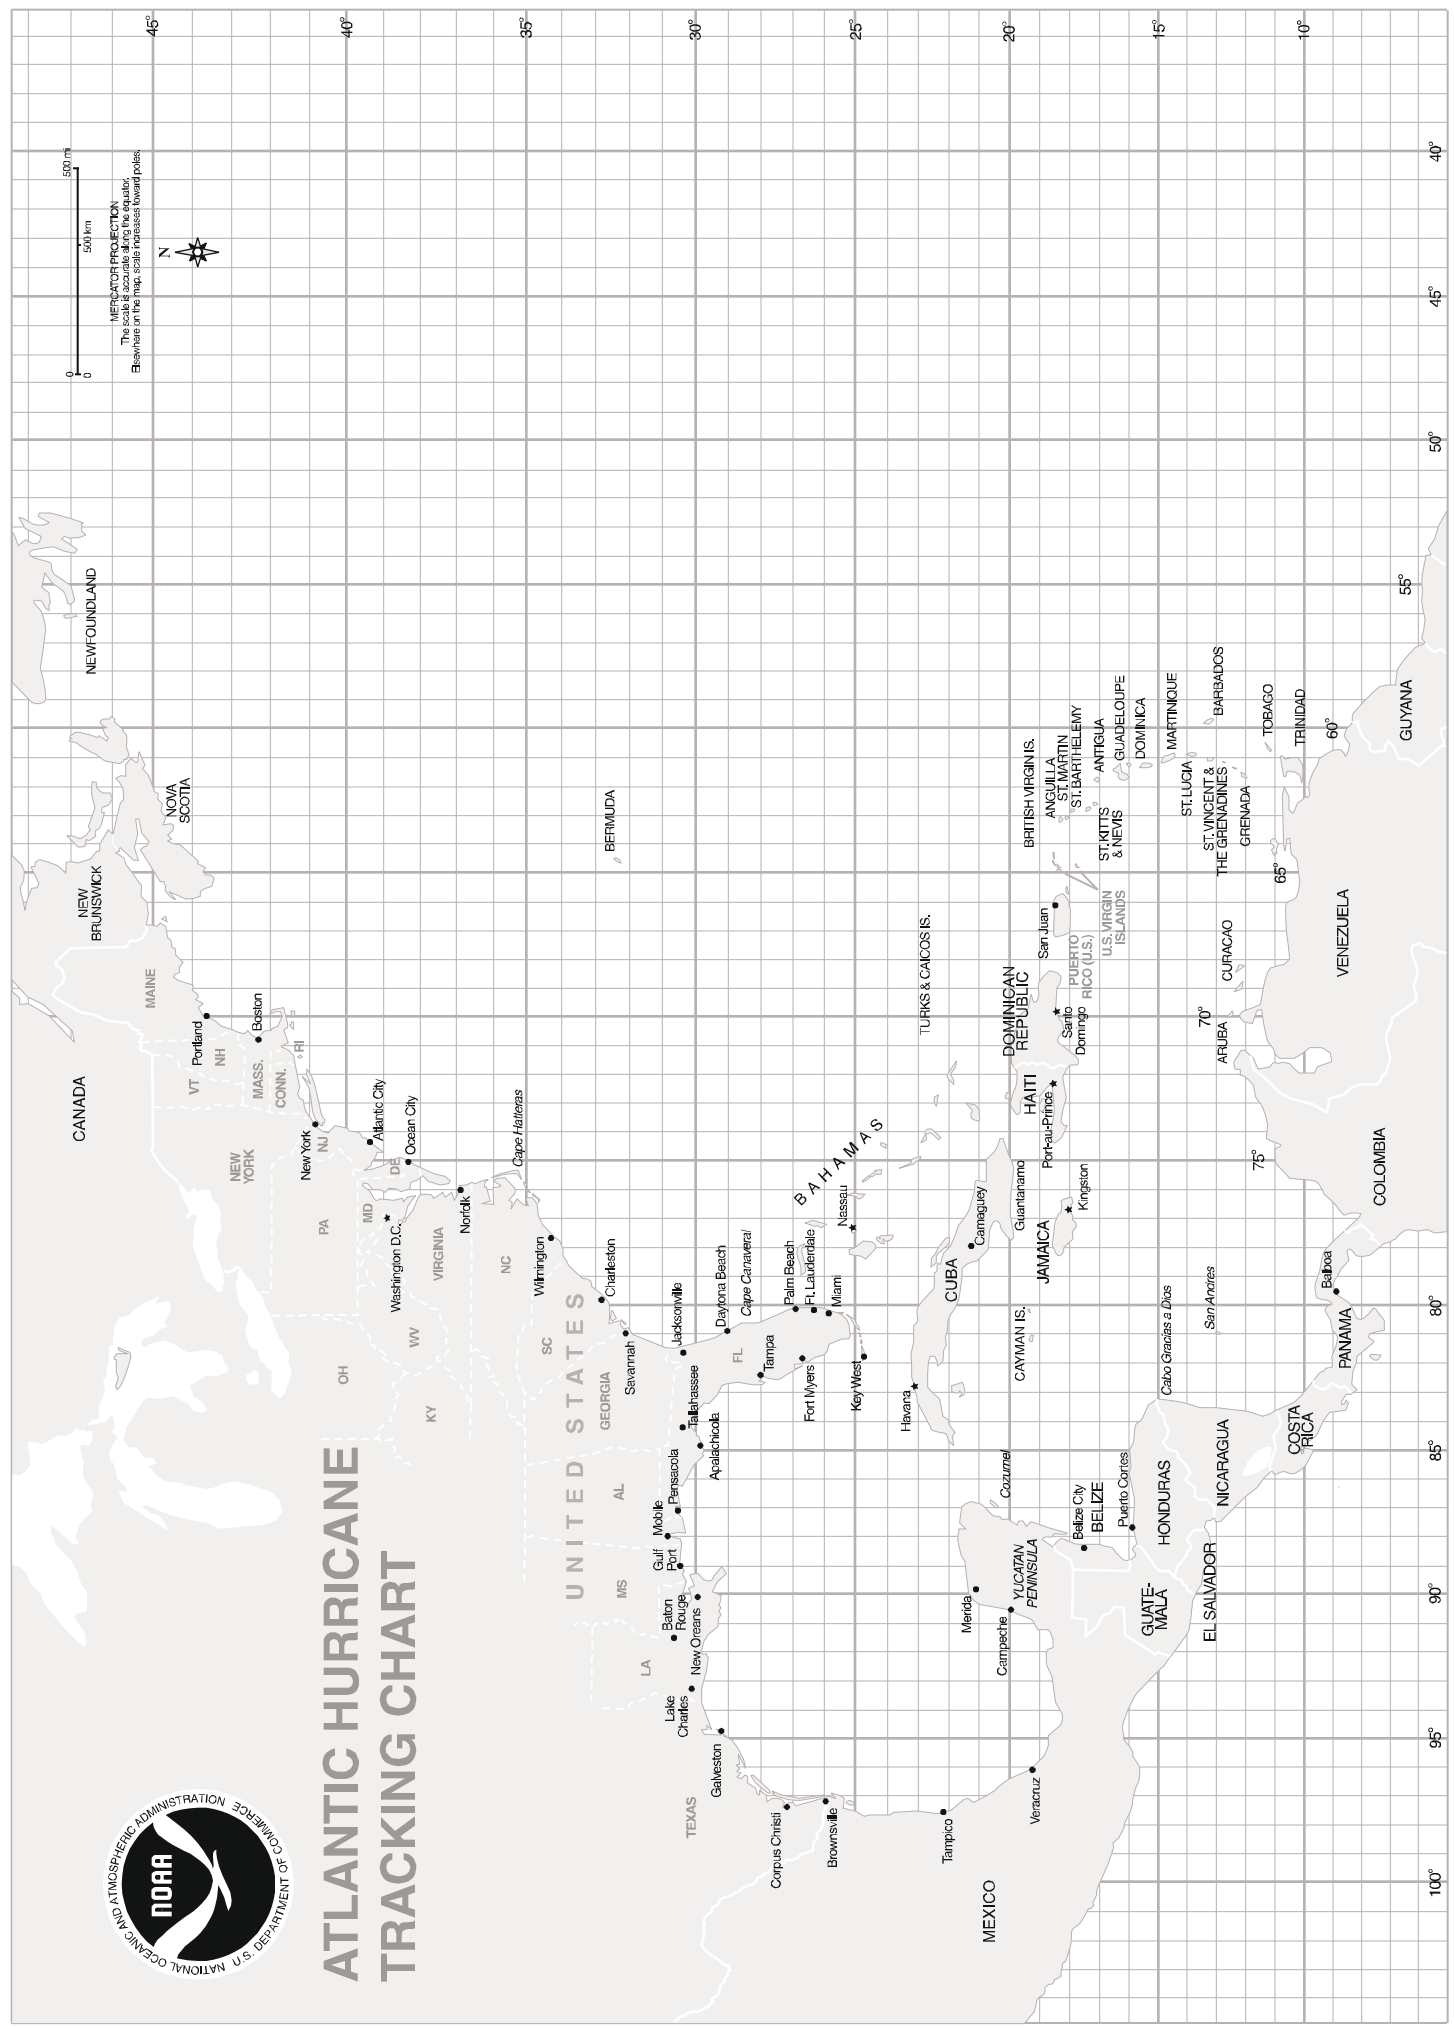 ATLANTIC HURRICANE
TRACKING CHART
NATIONAL OCEANIC AND ATMOSPHERIC ADMINISTRATION
U.S. DEPARTMENT OF COMMERCE
NOAA
0
500 mi
0
500 km
MERCATOR PROJECTION
The scale is accurate along the equator.
Elsewhere on the map, scale increases toward poles.
N
45°
40°
35°
30°
25°
20°
15°
10°
100°
95°
90°
85°
80°
75°
70°
65°
60°
55°
50°
45°
40°
CANADA
NEWFOUNDLAND
NEW
BRUNSWICK
NOVA
SCOTIA
MAINE
Portland
VT
NH
Boston
MASS.
CONN.
RI
NEW
YORK
New York
NJ
PA
Atlantic City
Ocean City
DE
MD
Washington D.C.
OH
WV
VIRGINIA
Norfolk
KY
NC
Cape Hatteras
Wilmington
SC
Charleston
UNITED STATES
GEORGIA
Savannah
AL
MS
LA
TEXAS
Jacksonville
Tallahassee
Apalachicola
Pensacola
Mobile
Gulf
Port
Baton
Rouge
New Oreans
Lake
Charles
Galveston
Corpus Christi
Brownsville
FL
Daytona Beach
Cape Canaveral
Tampa
Palm Beach
Ft. Lauderdale
Miami
Fort Myers
Key West
BERMUDA
BAHAMAS
Nassau
TURKS & CAICOS IS.
Havana
CUBA
Camaguey
Guantanamo
CAYMAN IS.
JAMAICA
Kingston
HAITI
Port-au-Prince
DOMINICAN
REPUBLIC
Santo
Domingo
San Juan
PUERTO
RICO (U.S.)
U.S. VIRGIN
ISLANDS
BRITISH VIRGIN IS.
ANGUILLA
ST. MARTIN
ST. BARTHELEMY
ST. KITTS
& NEVIS
ANTIGUA
GUADELOUPE
DOMINICA
MARTINIQUE
ST. LUCIA
ST. VINCENT &
THE GRENADINES
BARBADOS
GRENADA
TOBAGO
TRINIDAD
CURACAO
ARUBA
MEXICO
Tampico
Veracruz
Merida
Campeche
YUCATAN
PENINSULA
Cozumel
Belize City
BELIZE
Puerto Cortes
GUATE-
MALA
HONDURAS
EL SALVADOR
NICARAGUA
Cabo Gracias a Dios
San Andres
COSTA
RICA
PANAMA
Balboa
COLOMBIA
VENEZUELA
GUYANA